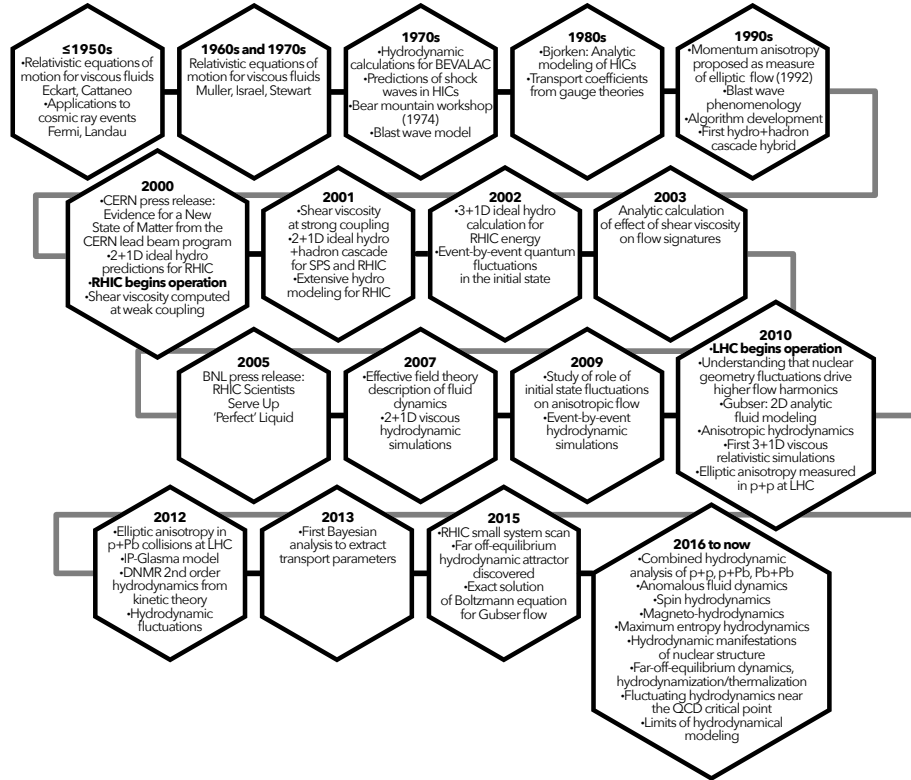 ≤1950s
•Relativistic equations of
motion for viscous fluids
Eckart, Cattaneo
•Applications to
cosmic ray events
Fermi, Landau
1960s and 1970s
Relativistic equations of
motion for viscous fluids
Muller, Israel, Stewart
1970s
•Hydrodynamic
calculations for BEVALAC
•Predictions of shock
waves in HICs
•Bear mountain workshop
(1974)
•Blast wave model
1980s
•Bjorken: Analytic
modeling of HICs
•Transport coefficients
from gauge theories
1990s
•Momentum anisotropy
proposed as measure
of elliptic flow (1992)
•Blast wave
phenomenology
•Algorithm development
•First hydro+hadron
cascade hybrid
2000
•CERN press release:
Evidence for a New
State of Matter from the
CERN lead beam program
•2+1D ideal hydro
predictions for RHIC
•RHIC begins operation
•Shear viscosity computed
at weak coupling
2001
•Shear viscosity
at strong coupling
•2+1D ideal hydro
+hadron cascade
for SPS and RHIC
•Extensive hydro
modeling for RHIC
2002
•3+1D ideal hydro
calculation for
RHIC energy
•Event-by-event quantum
fluctuations
in the initial state
2003
Analytic calculation
of effect of shear viscosity
on flow signatures
2005
BNL press release:
RHIC Scientists
Serve Up
'Perfect' Liquid
2007
•Effective field theory
description of fluid
dynamics
•2+1D viscous
hydrodynamic
simulations
2009
•Study of role of
initial state fluctuations
on anisotropic flow
•Event-by-event
hydrodynamic
simulations
2010
•LHC begins operation
•Understanding that nuclear
geometry fluctuations drive
higher flow harmonics
•Gubser: 2D analytic
fluid modeling
•Anisotropic hydrodynamics
•First 3+1D viscous
relativistic simulations
•Elliptic anisotropy measured
in p+p at LHC
2012
•Elliptic anisotropy in
p+Pb collisions at LHC
•IP-Glasma model
•DNMR 2nd order
hydrodynamics from
kinetic theory
•Hydrodynamic
fluctuations
2013
•First Bayesian
analysis to extract
transport parameters
2015
•RHIC small system scan
•Far off-equilibrium
hydrodynamic attractor
discovered
•Exact solution
of Boltzmann equation
for Gubser flow
2016 to now
•Combined hydrodynamic
analysis of p+p, p+Pb, Pb+Pb
•Anomalous fluid dynamics
•Spin hydrodynamics
•Magneto-hydrodynamics
•Maximum entropy hydrodynamics
•Hydrodynamic manifestations
of nuclear structure
•Far-off-equilibrium dynamics,
hydrodynamization/thermalization
•Fluctuating hydrodynamics near
the QCD critical point
•Limits of hydrodynamical
modeling